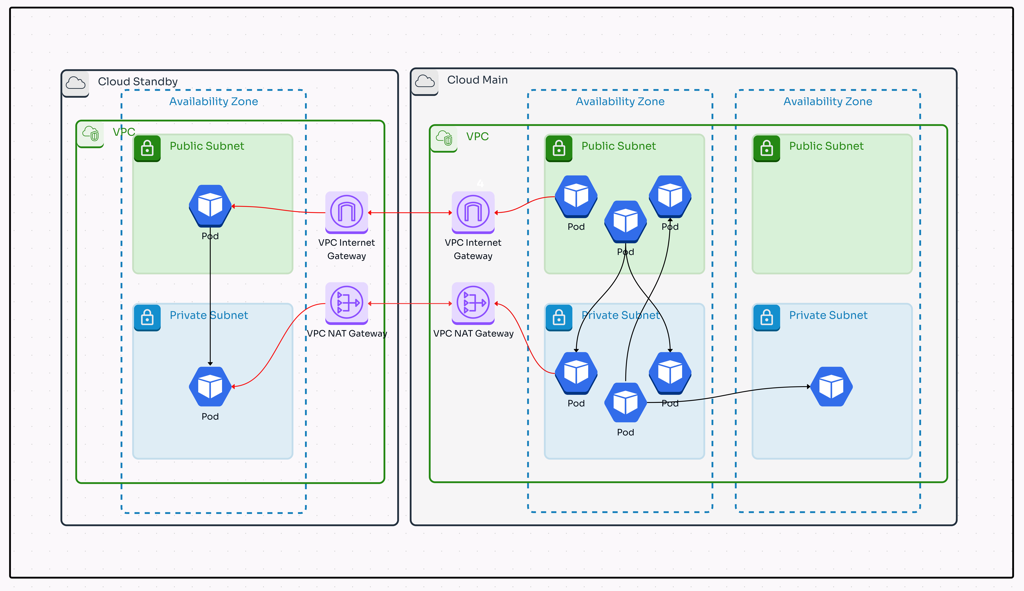 Cloud Standby
Availability Zone
VPC
Public Subnet
Pod
Private Subnet
Pod
VPC Internet
Gateway
VPC NAT Gateway
Cloud Main
VPC
VPC Internet
Gateway
VPC NAT Gateway
Availability Zone
Public Subnet
Pod
Pod
Pod
Private Subnet
Pod
Pod
Pod
Availability Zone
Public Subnet
Private Subnet